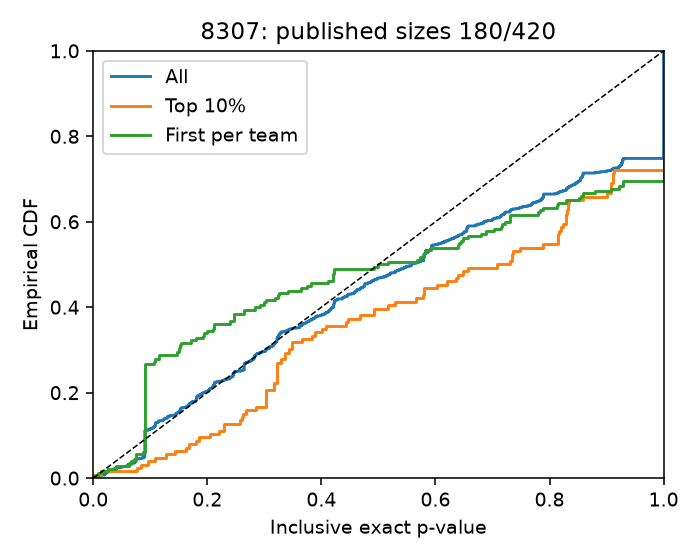 8307: published sizes 180/420
All
Top 10%
First per team
Empirical CDF
1.0
0.8
0.6
0.4
0.2
0.0
0.0 0.2 0.4 0.6 0.8 1.0
Inclusive exact p-value